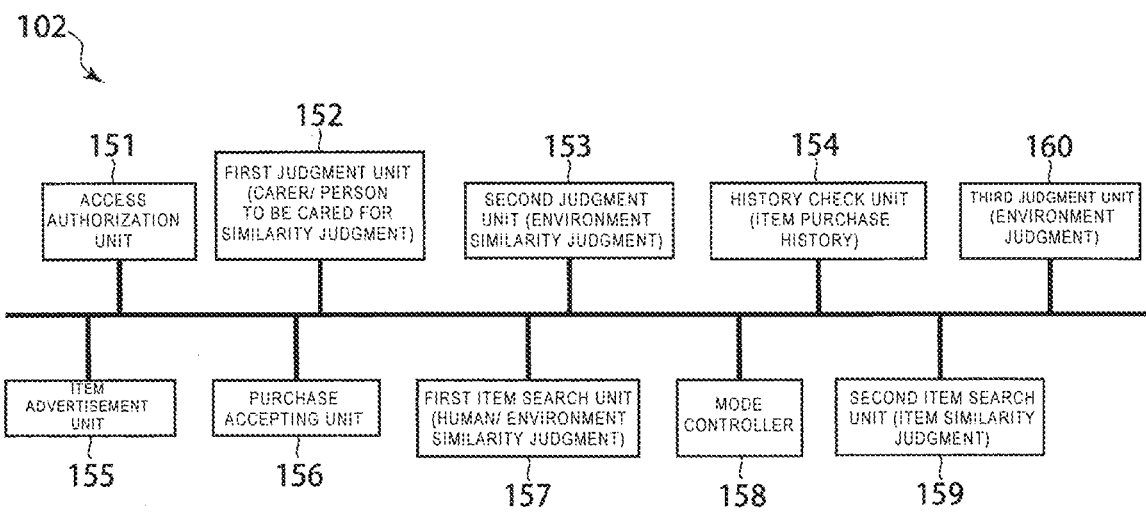 102
151
152
153
154
160
ACCESS
AUTHORIZATION
UNIT
FIRST JUDGMENT UNIT
(CARER/ PERSON
TO BE CARED FOR
SIMILARITY JUDGMENT)
SECOND JUDGMENT
UNIT (ENVIRONMENT
SIMILARITY JUDGMENT)
HISTORY CHECK UNIT
(ITEM PURCHASE
HISTORY)
THIRD JUDGMENT UNIT
(ENVIRONMENT
JUDGMENT)
ITEM
ADVERTISEMENT
UNIT
PURCHASE
ACCEPTING UNIT
FIRST ITEM SEARCH UNIT
(HUMAN/ ENVIRONMENT
SIMILARITY JUDGMENT)
MODE
CONTROLLER
SECOND ITEM SEARCH
UNIT (ITEM SIMILARITY
JUDGMENT)
155
156
157
158
159